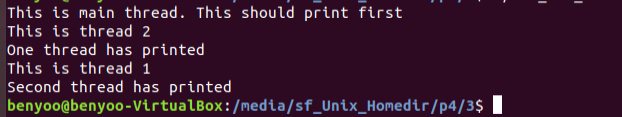 This is main thread. This should print first
This is thread 2
One thread has printed
This is thread 1
Second thread has printed
benyoo@benyoo-VirtualBox:/media/sf_Unix_Homedir/p4/3$